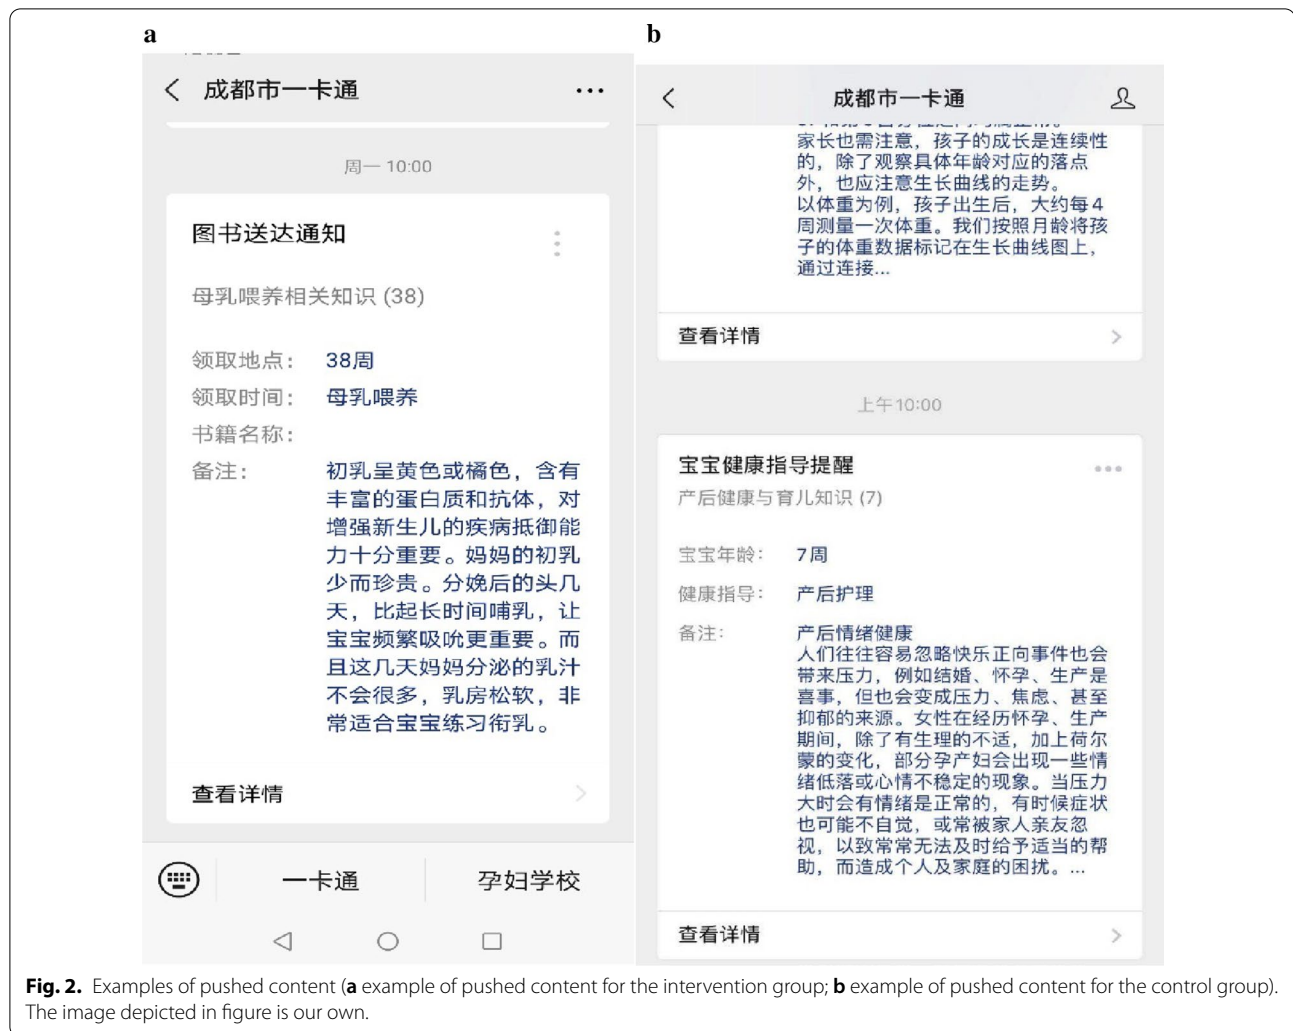 a
成都市一卡通
周一 10:00
图书送达通知
母乳喂养相关知识 (38)
领取地点： 38周
领取时间： 母乳喂养
书籍名称：
备注： 初乳呈黄色或橘色，含有
丰富的蛋白质和抗体，对
增强新生儿的疾病抵御能
力十分重要。妈妈的初乳
少而珍贵。分娩后的头几
天，比起长时间哺乳，让
宝宝频繁吸吮更重要。而
且这几天妈妈分泌的乳汁
不会很多，乳房松软，非
常适合宝宝练习衔乳。
查看详情
一卡通
孕妇学校
b
成都市一卡通
家长也需注意，孩子的成长是连续性
的，除了观察具体年龄对应的落点
外，也应注意生长曲线的走势。
以体重为例，孩子出生后，大约每4
周测量一次体重。我们按照月龄将孩
子的体重数据标记在生长曲线图上，
通过连接...
查看详情
上午10:00
宝宝健康指导提醒
产后健康与育儿知识 (7)
宝宝年龄： 7周
健康指导： 产后护理
备注： 产后情绪健康
人们往往容易忽略快乐正向事件也会
带来压力，例如结婚、怀孕、生产是
喜事，但也会变成压力、焦虑、甚至
抑郁的来源。女性在经历怀孕、生产
期间，除了有生理的不适，加上荷尔
蒙的变化，部分孕产妇会出现一些情
绪低落或心情不稳定的现象。当压力
大时会有情绪是正常的，有时候症状
也可能不自觉，或常被家人亲友忽
视，以致常常无法及时给予适当的帮
助，而造成个人及家庭的困扰。...
查看详情
Fig. 2. Examples of pushed content (a example of pushed content for the intervention group; b example of pushed content for the control group).
The image depicted in figure is our own.